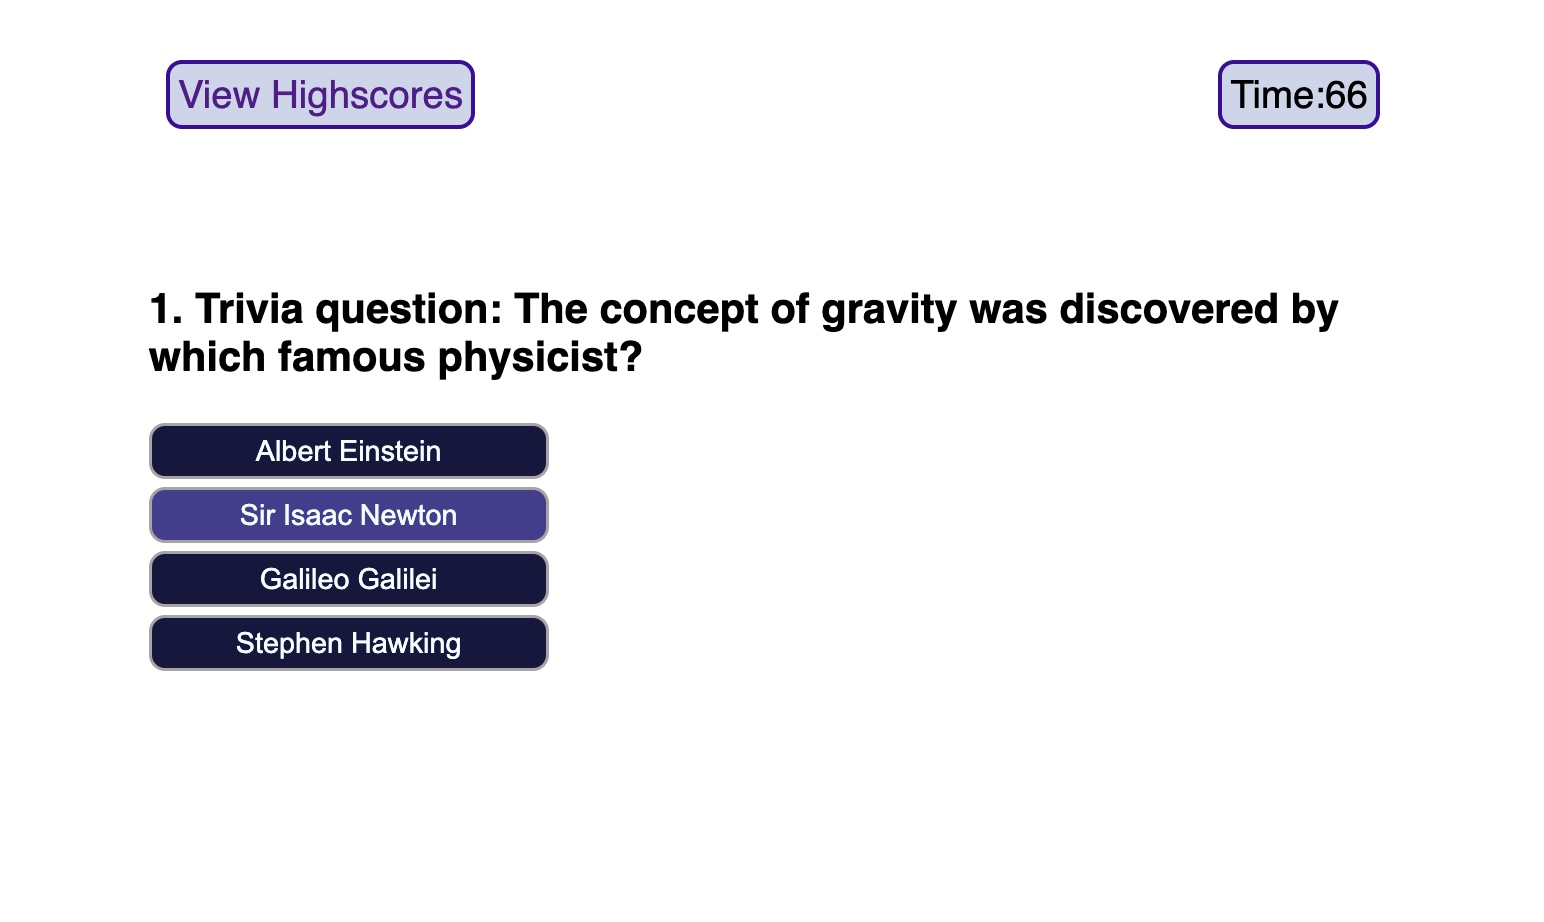 View Highscores
Time:66
1. Trivia question: The concept of gravity was discovered by
which famous physicist?
Albert Einstein
Sir Isaac Newton
Galileo Galilei
Stephen Hawking